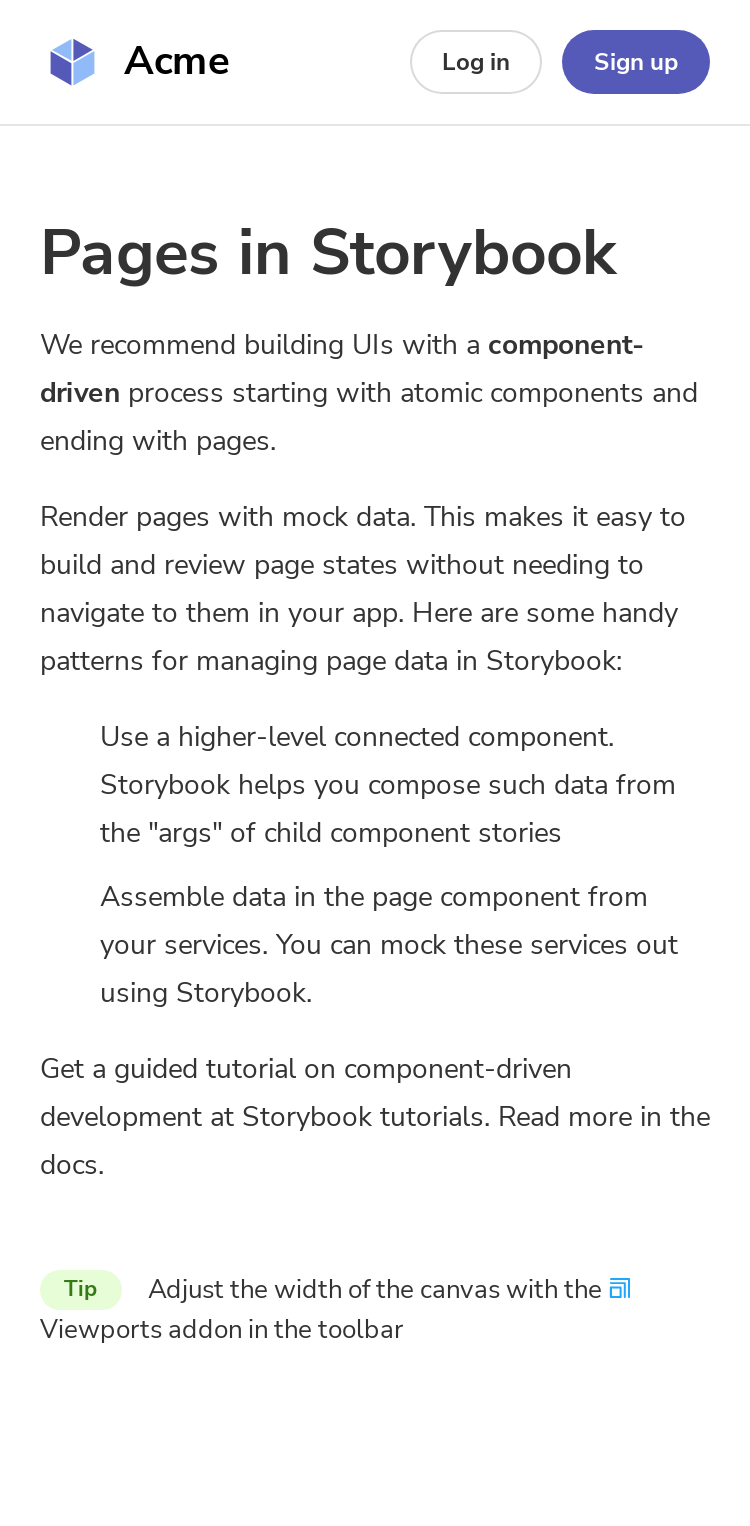 Acme
Log in
Sign up
Pages in Storybook
We recommend building UIs with a component-
driven process starting with atomic components and
ending with pages.
Render pages with mock data. This makes it easy to
build and review page states without needing to
navigate to them in your app. Here are some handy
patterns for managing page data in Storybook:
Use a higher-level connected component.
Storybook helps you compose such data from
the "args" of child component stories
Assemble data in the page component from
your services. You can mock these services out
using Storybook.
Get a guided tutorial on component-driven
development at Storybook tutorials. Read more in the
docs.
Tip Adjust the width of the canvas with the
Viewports addon in the toolbar